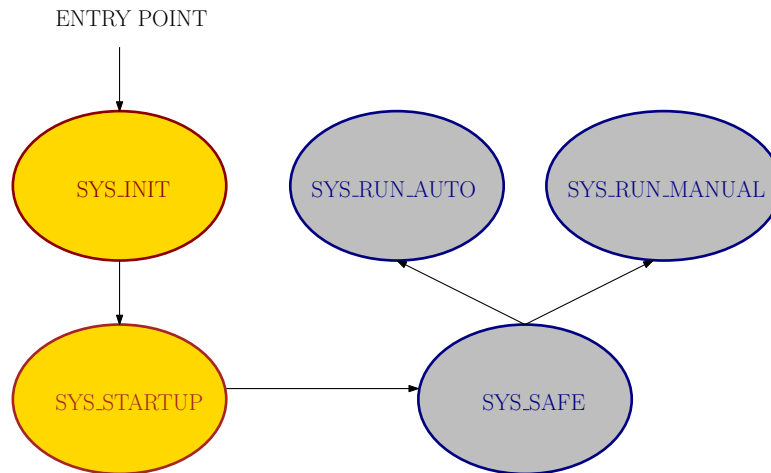 ENTRY POINT
SYS_INIT
SYS_RUN_AUTO
SYS_RUN_MANUAL
SYS_STARTUP
SYS_SAFE